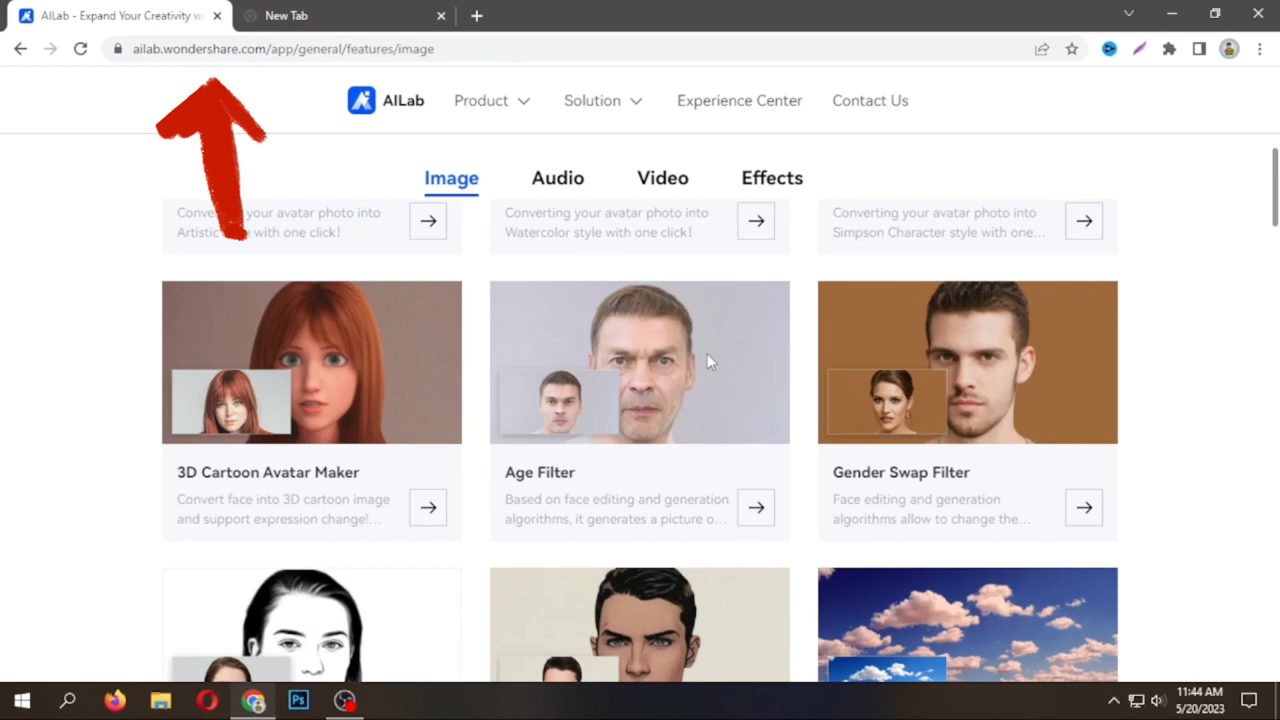 AILab - Expand Your Creativity wi
New Tab
ailab.wondershare.com/app/general/features/image
AILab
Product
Solution
Experience Center
Contact Us
Image
Audio
Video
Effects
Converting your avatar photo into
Artistic style with one click!
Converting your avatar photo into
Watercolor style with one click!
Converting your avatar photo into
Simpson Character style with one...
3D Cartoon Avatar Maker
Convert face into 3D cartoon image
and support expression change!...
Age Filter
Based on face editing and generation
algorithms, it generates a picture o...
Gender Swap Filter
Face editing and generation
algorithms allow to change the...
Ps
11:44 AM
5/20/2023